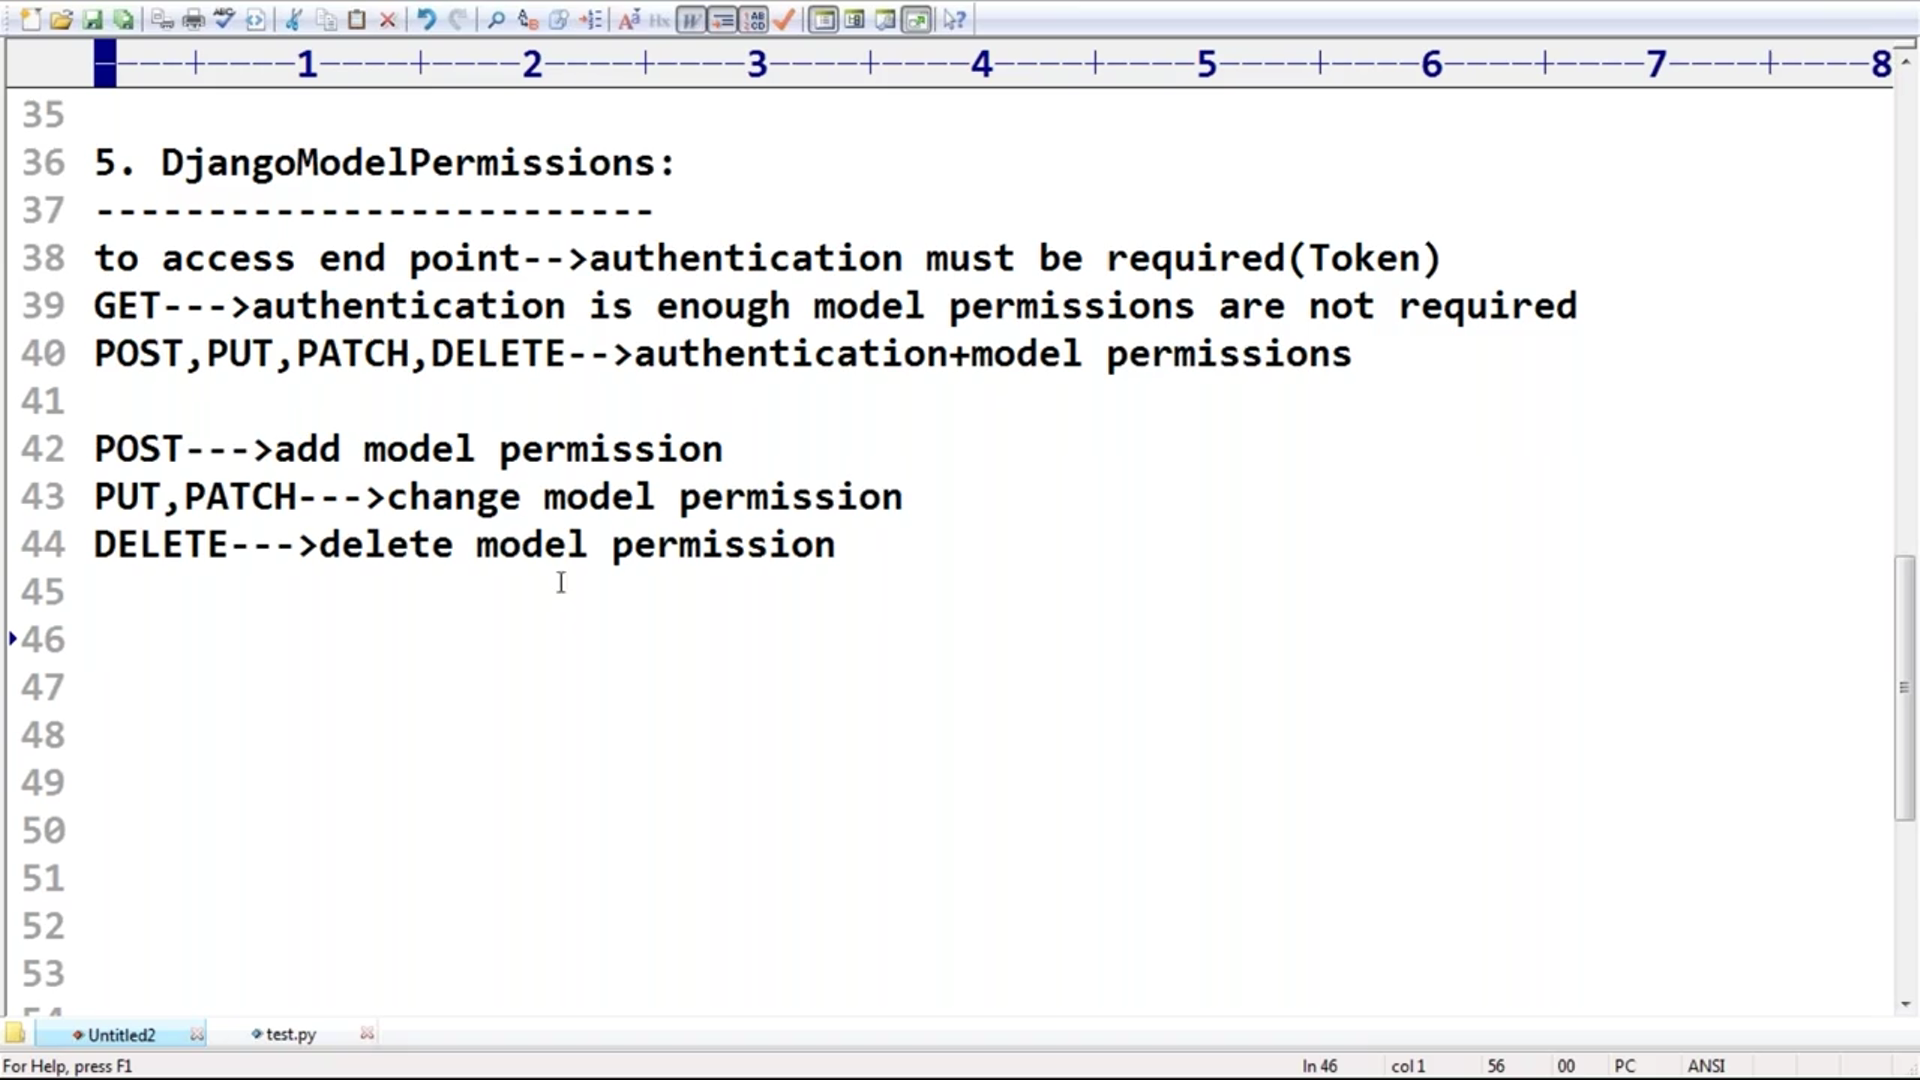 1 2 3 4 5 6 7 8
35
36 5. DjangoModelPermissions:
37 -------------------------
38 to access end point-->authentication must be required(Token)
39 GET--->authentication is enough model permissions are not required
40 POST,PUT,PATCH,DELETE-->authentication+model permissions
41
42 POST--->add model permission
43 PUT,PATCH--->change model permission
44 DELETE--->delete model permission
45
46
47
48
49
50
51
52
53
54
Untitled2 test.py
For Help, press F1 ln 46 col 1 56 00 PC ANSI